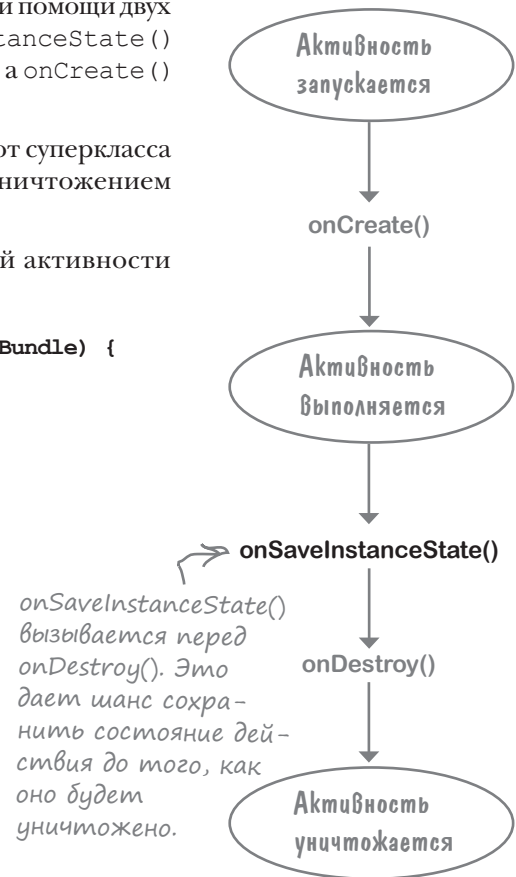 и помощи двух
tanceState()
а onCreate()
от суперкласса
ничтожением
й активности
Bundle) {
Активность
запускается
onCreate()
Активность
выполняется
onSaveInstanceState()
onSaveInstanceState()
вызывается перед
onDestroy(). Это
дает шанс сохра-
нить состояние дей-
ствия до того, как
оно будет
уничтожено.
onDestroy()
Активность
уничтожается